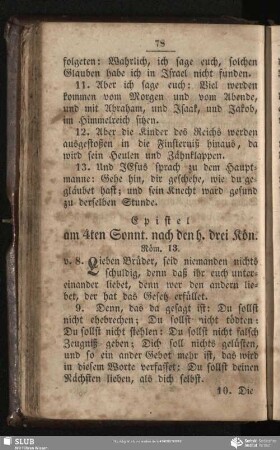 78
folgeten: Wahrlich, ich sage euch, solchen
Glauben habe ich in Israel nicht funden.
11. Aber ich sage euch: Viel werden
kommen vom Morgen und vom Abende,
und mit Abraham, und Isaak, und Jakob,
im Himmelreich sitzen.
12. Aber die Kinder des Reichs werden
ausgestoßen in die Finsterniß hinaus, da
wird sein Heulen und Zähnklappen.
13. Und JEsus sprach zu dem Haupt-
manne: Gehe hin, dir geschehe, wie du ge-
gläubet hast; und sein Knecht ward gesund
zu derselben Stunde.
Epistel
am 4ten Sonnt. nach den h. drei Kön.
Röm. 13.
v. 8. Lieben Brüder, seid niemanden nichts
schuldig, denn daß ihr euch unter-
einander liebet, denn wer den andern lie-
bet, der hat das Gesetz erfüllet.
9. Denn, das da gesagt ist: Du sollst
nicht ehebrechen; Du sollst nicht tödten;
Du sollst nicht stehlen: Du sollst nicht falsch
Zeugniß geben; Dich soll nichts gelüsten,
und so ein ander Gebot mehr ist, das wird
in diesem Worte verfasset: Du sollst deinen
Nächsten lieben, als dich selbst.
10. Die
SLUB